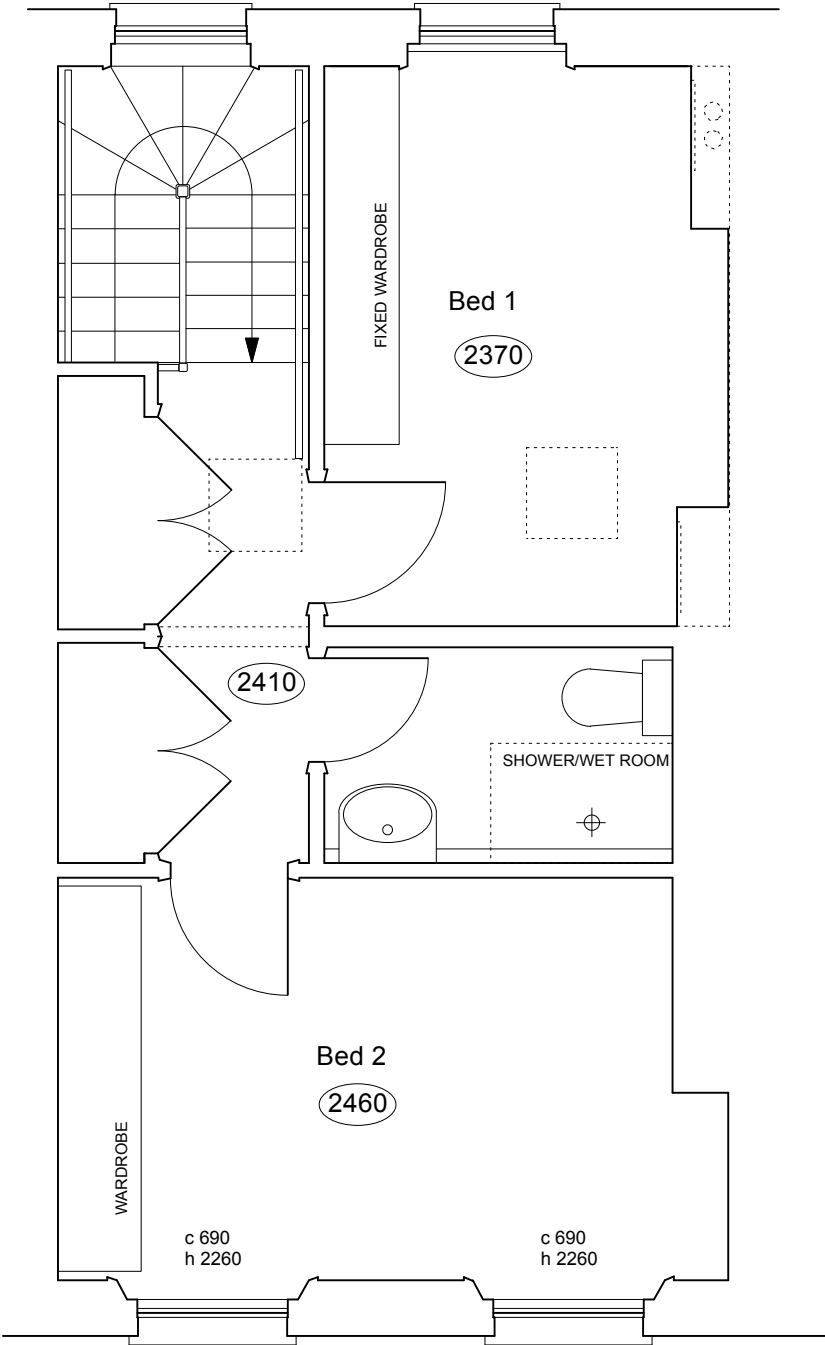 FIXED WARDROBE
Bed 1
2370
2410
SHOWER/WET ROOM
Bed 2
2460
WARDROBE
c 690
h 2260
c 690
h 2260